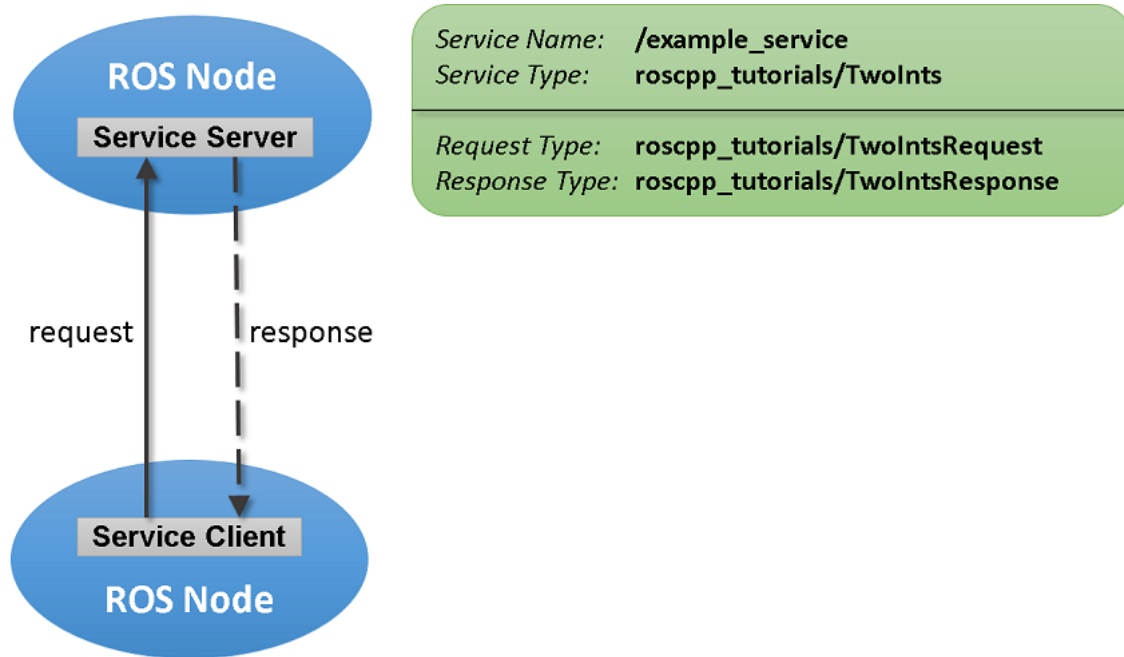 ROS Node
Service Server
Service Name: /example_service
Service Type: roscpp_tutorials/TwoInts
Request Type: roscpp_tutorials/TwoIntsRequest
Response Type: roscpp_tutorials/TwoIntsResponse
request
response
Service Client
ROS Node